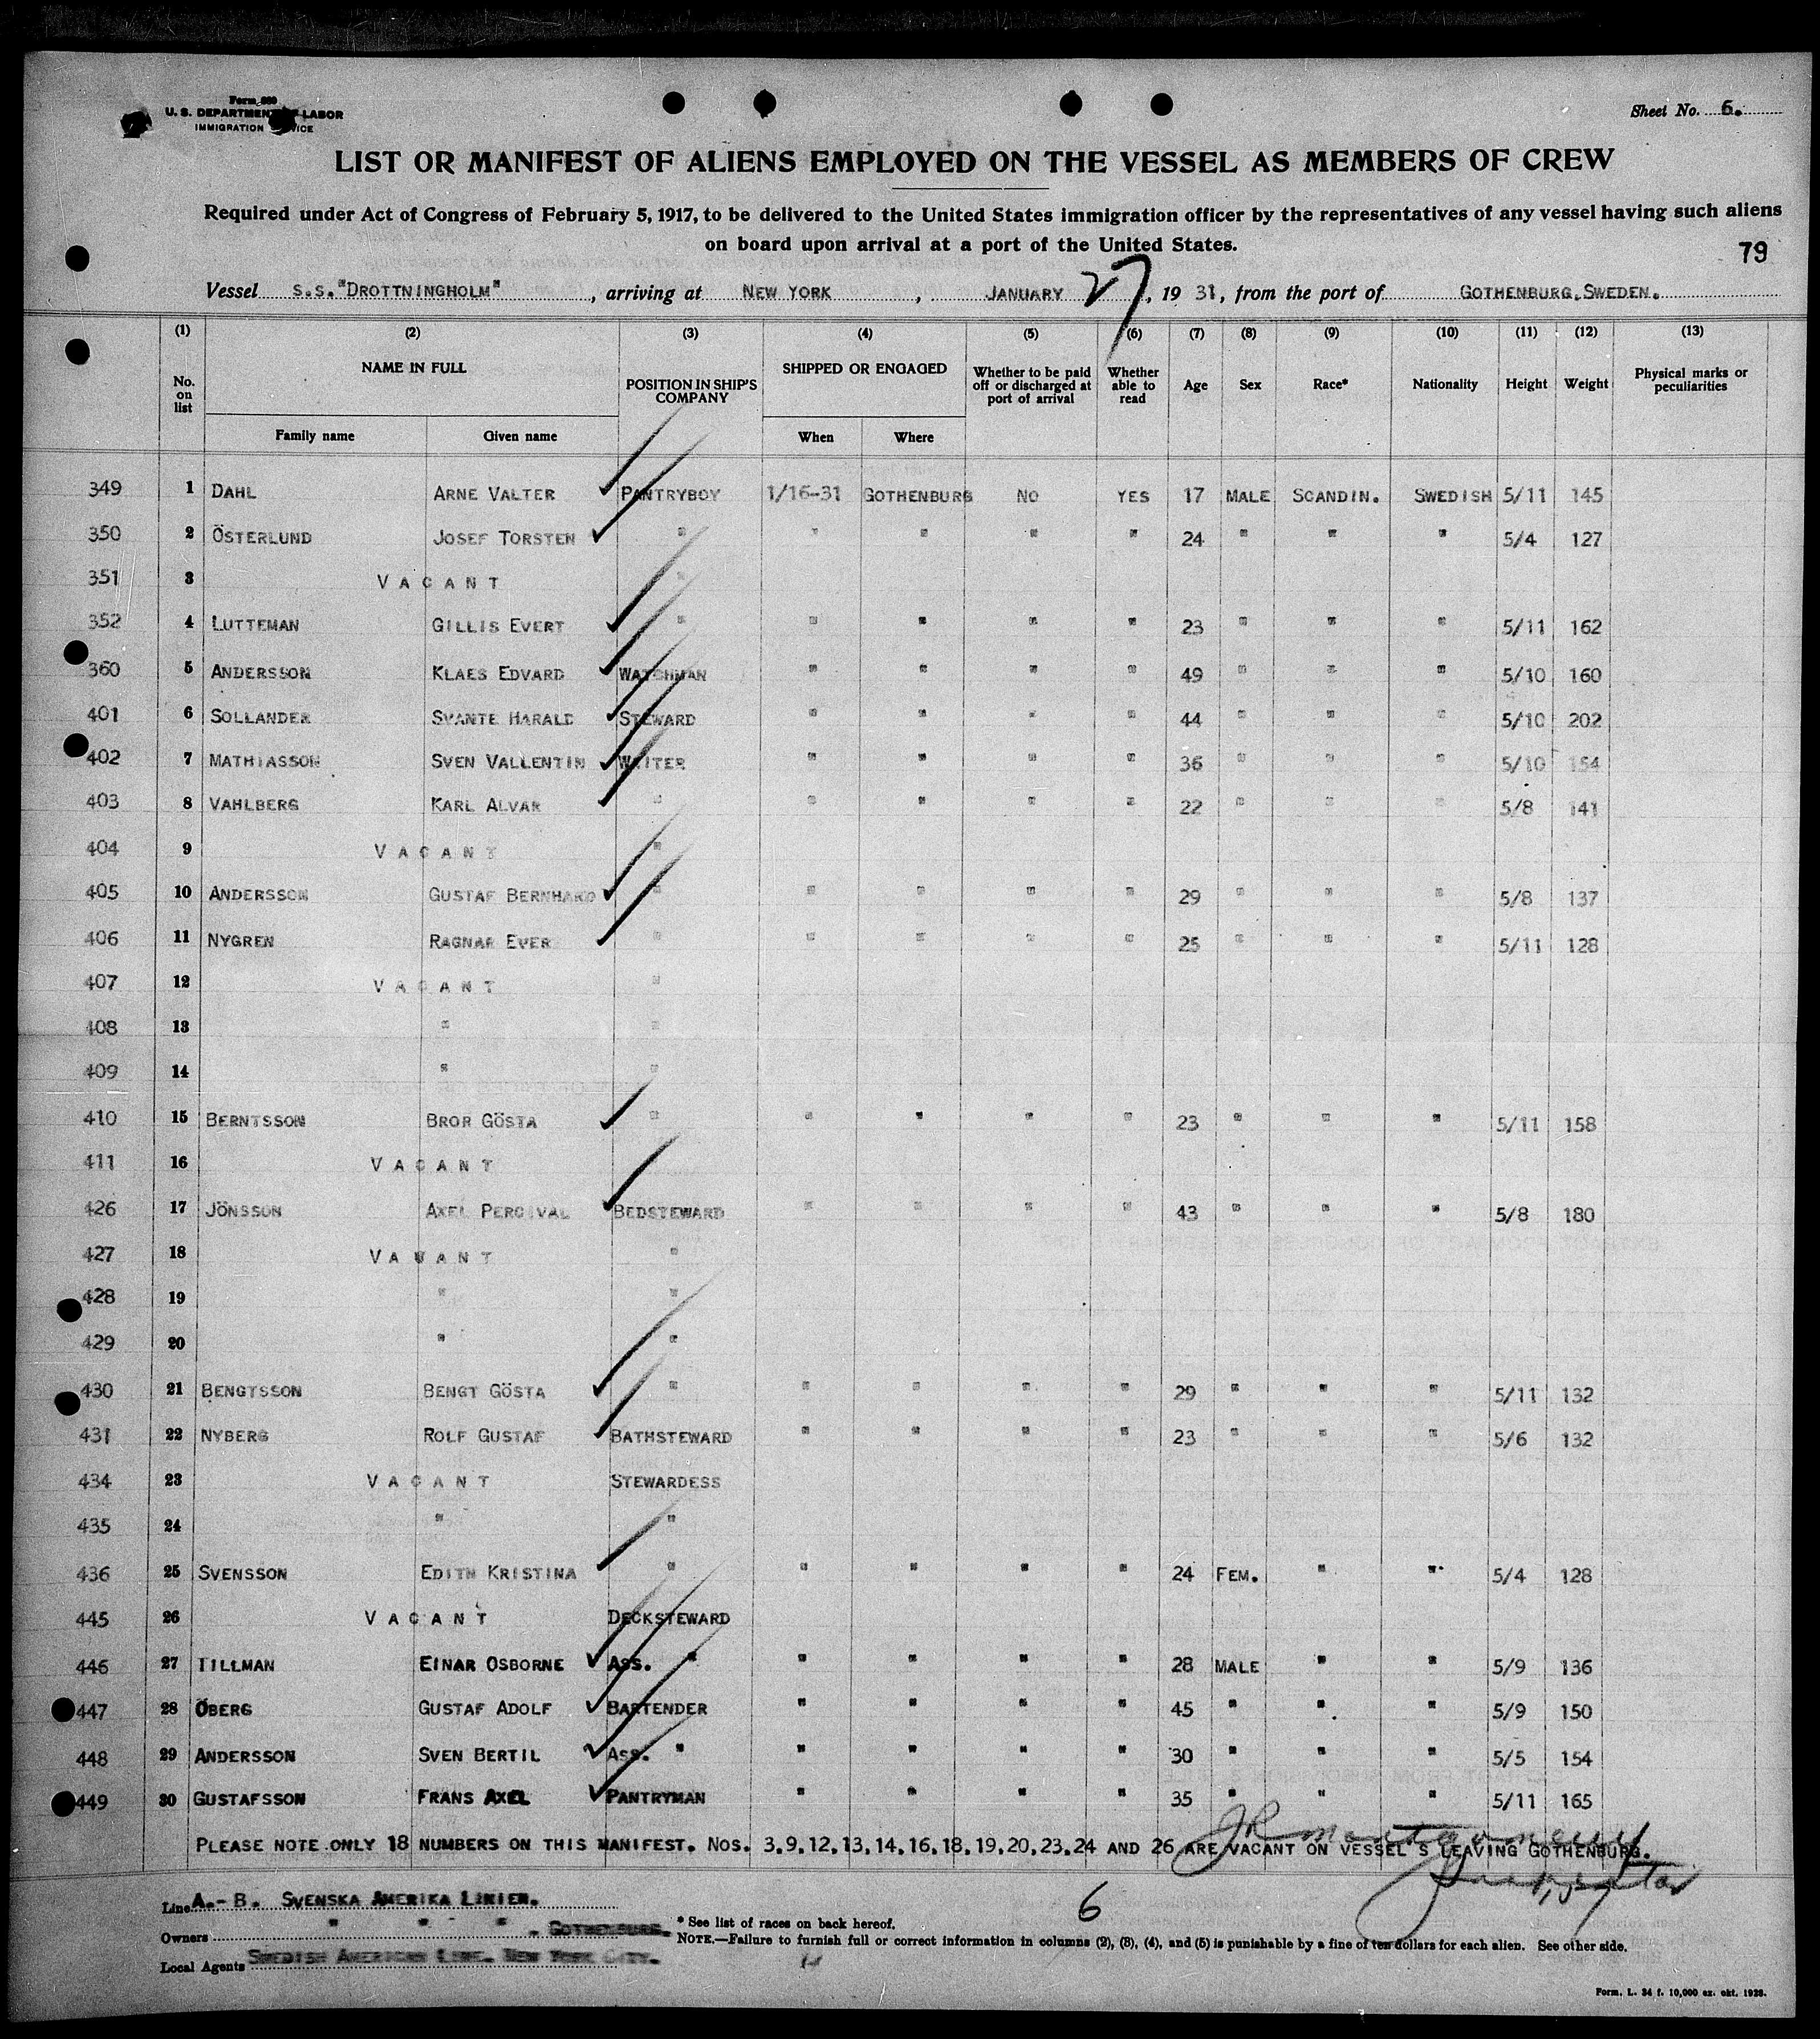 Form 680
U. S. DEPARTMENT OF LABOR
IMMIGRATION SERVICE
Sheet No. 6.
LIST OR MANIFEST OF ALIENS EMPLOYED ON THE VESSEL AS MEMBERS OF CREW
Required under Act of Congress of February 5, 1917, to be delivered to the United States immigration officer by the representatives of any vessel having such aliens
on board upon arrival at a port of the United States.
79
Vessel S.S."DROTTNINGHOLM", arriving at NEW YORK, JANUARY 27, 19 31, from the port of GOTHENBURG, SWEDEN.
(1) (2) (3) (4) (5) (6) (7) (8) (9) (10) (11) (12) (13)
No. on list NAME IN FULL POSITION IN SHIP'S COMPANY SHIPPED OR ENGAGED Whether to be paid off or discharged at port of arrival Whether able to read Age Sex Race* Nationality Height Weight Physical marks or peculiarities
Family name Given name When Where
349 1 DAHL ARNE VALTER PANTRYBOY 1/16-31 GOTHENBURG NO YES 17 MALE SCANDIN. SWEDISH 5/11 145
350 2 ÖSTERLUND JOSEF TORSTEN " " " " " 24 " " " 5/4 127
351 3 VACANT "
352 4 LUTTEMAN GILLIS EVERT " " " " " 23 " " " 5/11 162
360 5 ANDERSSON KLAES EDVARD WATCHMAN " " " " 49 " " " 5/10 160
401 6 SOLLANDER SVANTE HARALD STEWARD " " " " 44 " " " 5/10 202
402 7 MATHIASSON SVEN VALLENTIN WAITER " " " " 36 " " " 5/10 154
403 8 VAHLBERG KARL ALVAR " " " " " 22 " " " 5/8 141
404 9 VACANT "
405 10 ANDERSSON GUSTAF BERNHARD " " " " " 29 " " " 5/8 137
406 11 NYGREN RAGNAR EVER " " " " " 25 " " " 5/11 128
407 12 VACANT "
408 13 " "
409 14 " "
410 15 BERNTSSON BROR GÖSTA " " " " " 23 " " " 5/11 158
411 16 VACANT
426 17 JÖNSSON AXEL PERCIVAL BEDSTEWARD " " " " 43 " " " 5/8 180
427 18 VAWANT "
428 19 " "
429 20 " "
430 21 BENGTSSON BENGT GÖSTA " " " " " 29 " " " 5/11 132
431 22 NYBERG ROLF GUSTAF BATHSTEWARD " " " " 23 " " " 5/6 132
434 23 VACANT STEWARDESS
435 24 " "
436 25 SVENSSON EDITH KRISTINA " " " " " 24 FEM. " " 5/4 128
445 26 VACANT DECKSTEWARD
446 27 TILLMAN EINAR OSBORNE ASS. " " " " " 28 MALE " " 5/9 136
447 28 ÖBERG GUSTAF ADOLF BARTENDER " " " " 45 " " " 5/9 150
448 29 ANDERSSON SVEN BERTIL ASS. " " " " " 30 " " " 5/5 154
449 30 GUSTAFSSON FRANS AXEL PANTRYMAN " " " " 35 " " " 5/11 165
PLEASE NOTE ONLY 18 NUMBERS ON THIS MANIFEST. NOS. 3,9,12,13,14,16,18,19,20,23,24 AND 26 ARE VACANT ON VESSEL'S LEAVING GOTHENBURG.
JR Montgomery
Inspector
Line A.-B. SVENSKA AMERIKA LINIEN.
6
Owners " " " , GOTHENBURG.
* See list of races on back hereof.
NOTE.—Failure to furnish full or correct information in columns (2), (3), (4), and (5) is punishable by a fine of ten dollars for each alien. See other side.
Local Agents SWEDISH AMERICAN LINE. NEW YORK CITY.
Form. L. 34 f. 10,000 ex. okt. 1928.